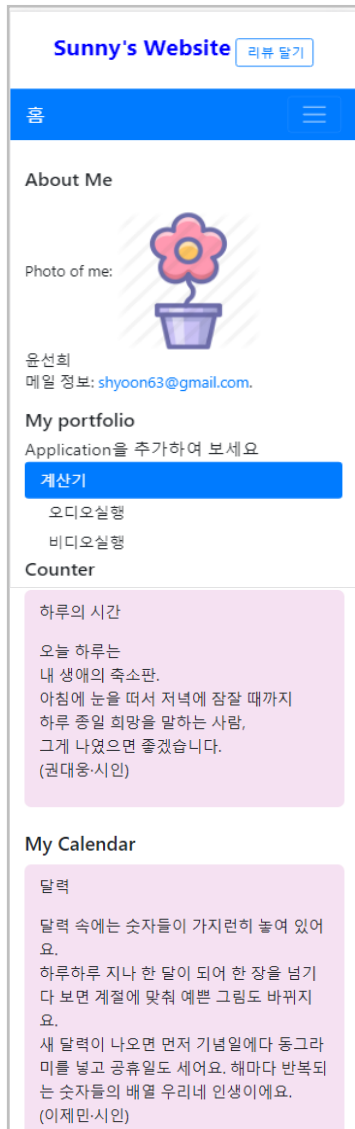 Sunny's Website 리뷰 달기
홈
About Me
Photo of me:
윤선희
메일 정보: shyoon63@gmail.com.
My portfolio
Application을 추가하여 보세요
계산기
오디오실행
비디오실행
Counter
하루의 시간
오늘 하루는
내 생애의 축소판.
아침에 눈을 떠서 저녁에 잠잘 때까지
하루 종일 희망을 말하는 사람,
그게 나였으면 좋겠습니다.
(권대웅·시인)
My Calendar
달력
달력 속에는 숫자들이 가지런히 놓여 있어
요.
하루하루 지나 한 달이 되어 한 장을 넘기
다 보면 계절에 맞춰 예쁜 그림도 바뀌지
요.
새 달력이 나오면 먼저 기념일에다 동그라
미를 넣고 공휴일도 세어요. 해마다 반복되
는 숫자들의 배열 우리네 인생이에요.
(이제민·시인)